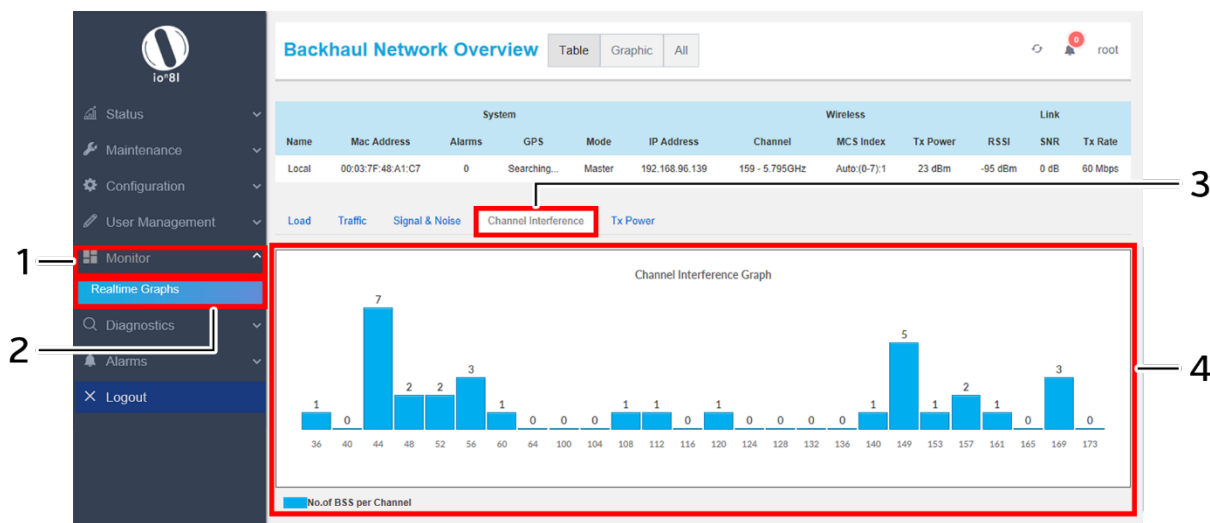 io°8I
Backhaul Network Overview
Table
Graphic
All
0
root
Status
Maintenance
Configuration
User Management
Monitor
Realtime Graphs
Diagnostics
Alarms
Logout
System Wireless Link
Name Mac Address Alarms GPS Mode IP Address Channel MCS Index Tx Power RSSI SNR Tx Rate
Local 00:03:7F:48:A1:C7 0 Searching... Master 192.168.96.139 159 - 5.795GHz Auto:(0-7):1 23 dBm -95 dBm 0 dB 60 Mbps
Load Traffic Signal & Noise Channel Interference Tx Power
Channel Interference Graph
1 0 7 2 2 3 1 0 0 0 1 1 0 1 0 0 0 0 1 5 1 2 1 0 3 0
36 40 44 48 52 56 60 64 100 104 108 112 116 120 124 128 132 136 140 149 153 157 161 165 169 173
No.of BSS per Channel
1
2
3
4